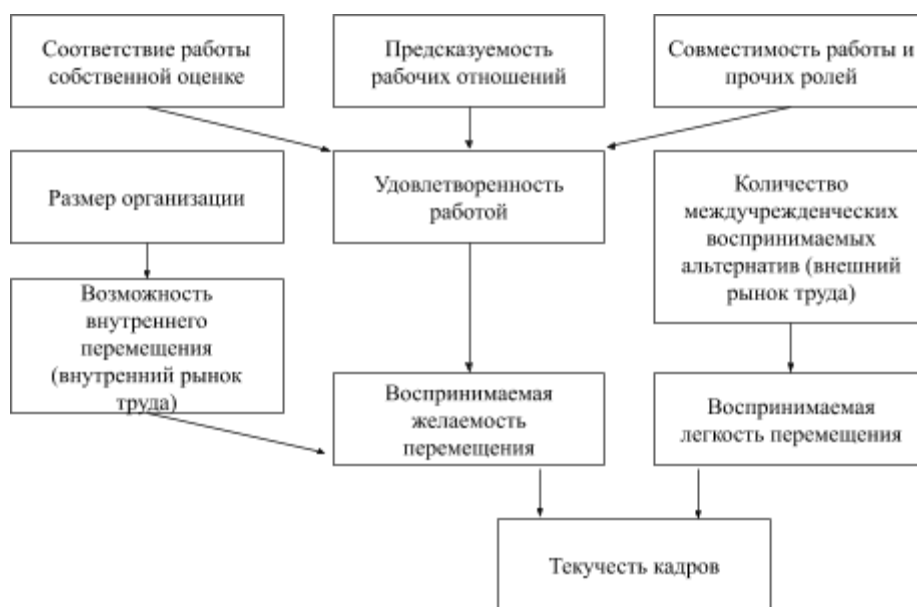 Соответствие работы
собственной оценке
Предсказуемость
рабочих отношений
Совместимость работы и
прочих ролей
Размер организации
Удовлетворенность
работой
Количество
междучрежденческих
воспринимаемых
альтернатив (внешний
рынок труда)
Возможность
внутреннего
перемещения
(внутренний рынок
труда)
Воспринимаемая
желаемость
перемещения
Воспринимаемая
легкость перемещения
Текучесть кадров